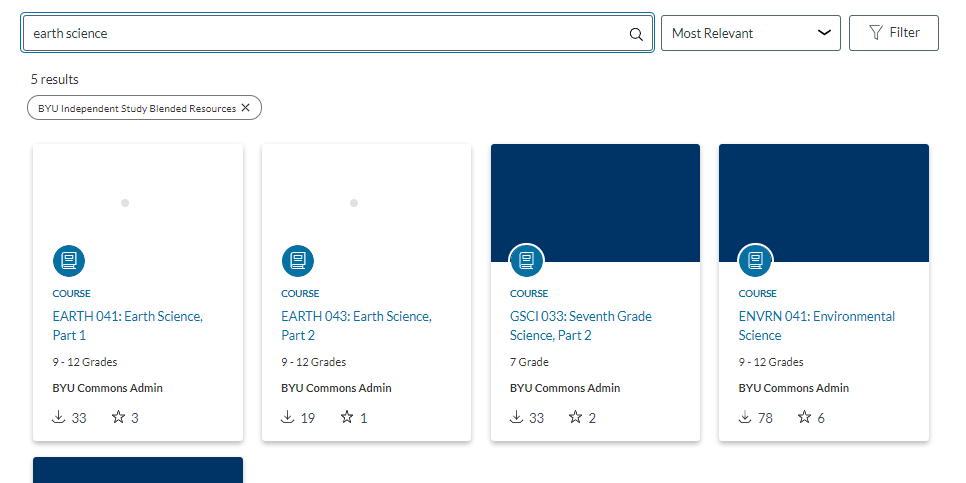 earth science
Most Relevant
Filter
5 results
BYU Independent Study Blended Resources
COURSE
EARTH 041: Earth Science,
Part 1
9 - 12 Grades
BYU Commons Admin
33
3
COURSE
EARTH 043: Earth Science,
Part 2
9 - 12 Grades
BYU Commons Admin
19
1
COURSE
GSCI 033: Seventh Grade
Science, Part 2
7 Grade
BYU Commons Admin
33
2
COURSE
ENVRN 041: Environmental
Science
9 - 12 Grades
BYU Commons Admin
78
6